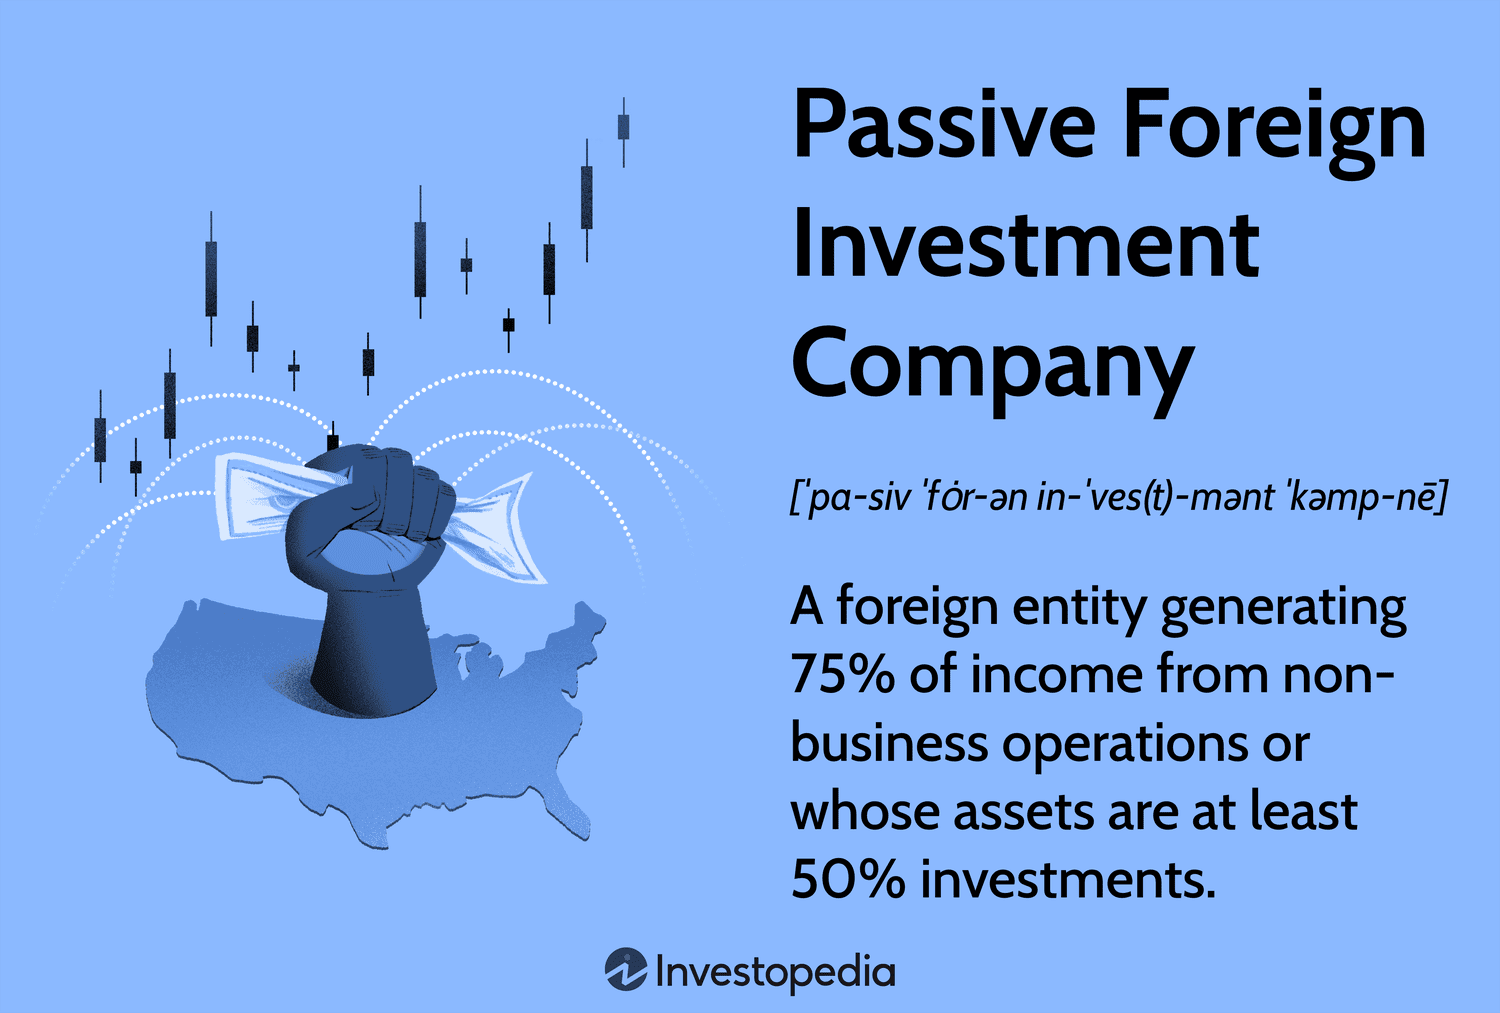 Passive Foreign
Investment
Company
[ˈpa-siv ˈfȯr-ən in-ˈves(t)-mənt ˈkəmp-nē]
A foreign entity generating
75% of income from non-
business operations or
whose assets are at least
50% investments.
Investopedia